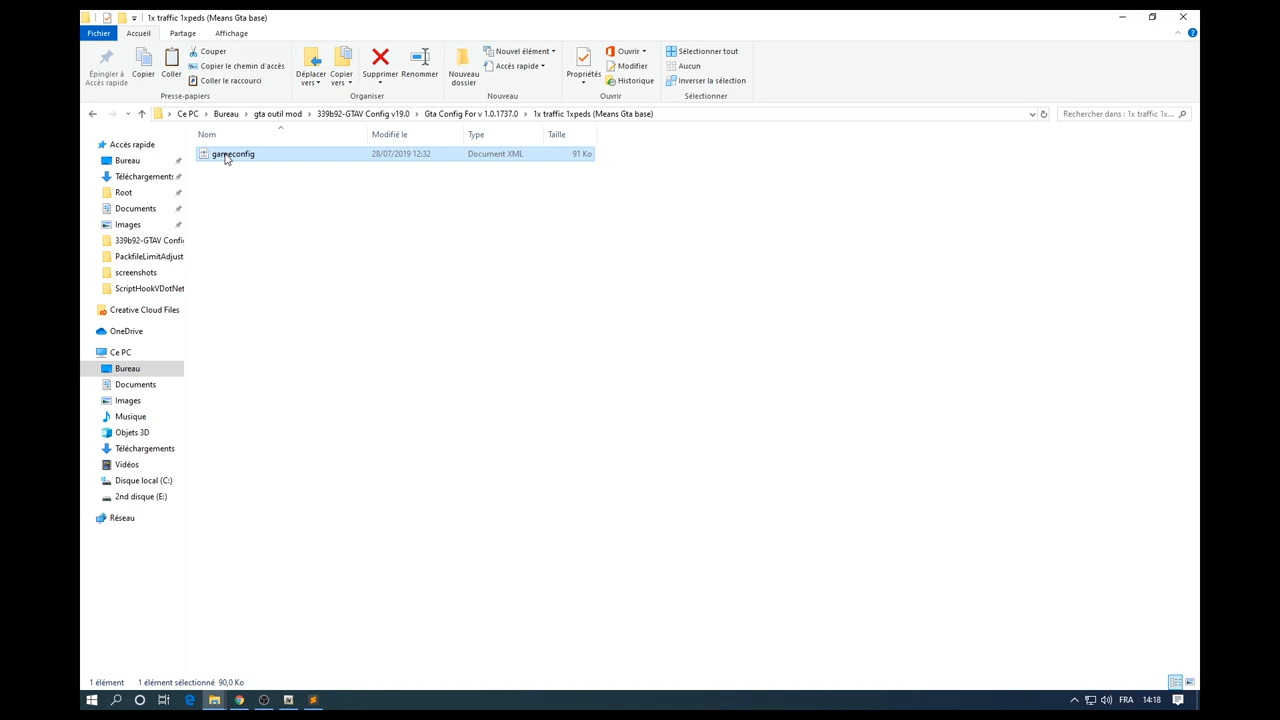 1x traffic 1xpeds (Means Gta base)
Fichier Accueil Partage Affichage
Épingler à Accès rapide
Copier
Coller
Couper
Copier le chemin d'accès
Coller le raccourci
Presse-papiers
Déplacer vers
Copier vers
Supprimer
Renommer
Organiser
Nouveau dossier
Nouvel élément
Accès rapide
Nouveau
Propriétés
Ouvrir
Modifier
Historique
Ouvrir
Sélectionner tout
Aucun
Inverser la sélection
Sélectionner
Ce PC > Bureau > gta outil mod > 339b92-GTAV Config v19.0 > Gta Config For v 1.0.1737.0 > 1x traffic 1xpeds (Means Gta base)
Rechercher dans : 1x traffic 1x...
Nom Modifié le Type Taille
gameconfig 28/07/2019 12:32 Document XML 91 Ko
Accès rapide
Bureau
Téléchargements
Root
Documents
Images
339b92-GTAV Config
PackfileLimitAdjust
screenshots
ScriptHookVDotNet
Creative Cloud Files
OneDrive
Ce PC
Bureau
Documents
Images
Musique
Objets 3D
Téléchargements
Vidéos
Disque local (C:)
2nd disque (E:)
Réseau
1 élément 1 élément sélectionné 90,0 Ko
FRA 14:18